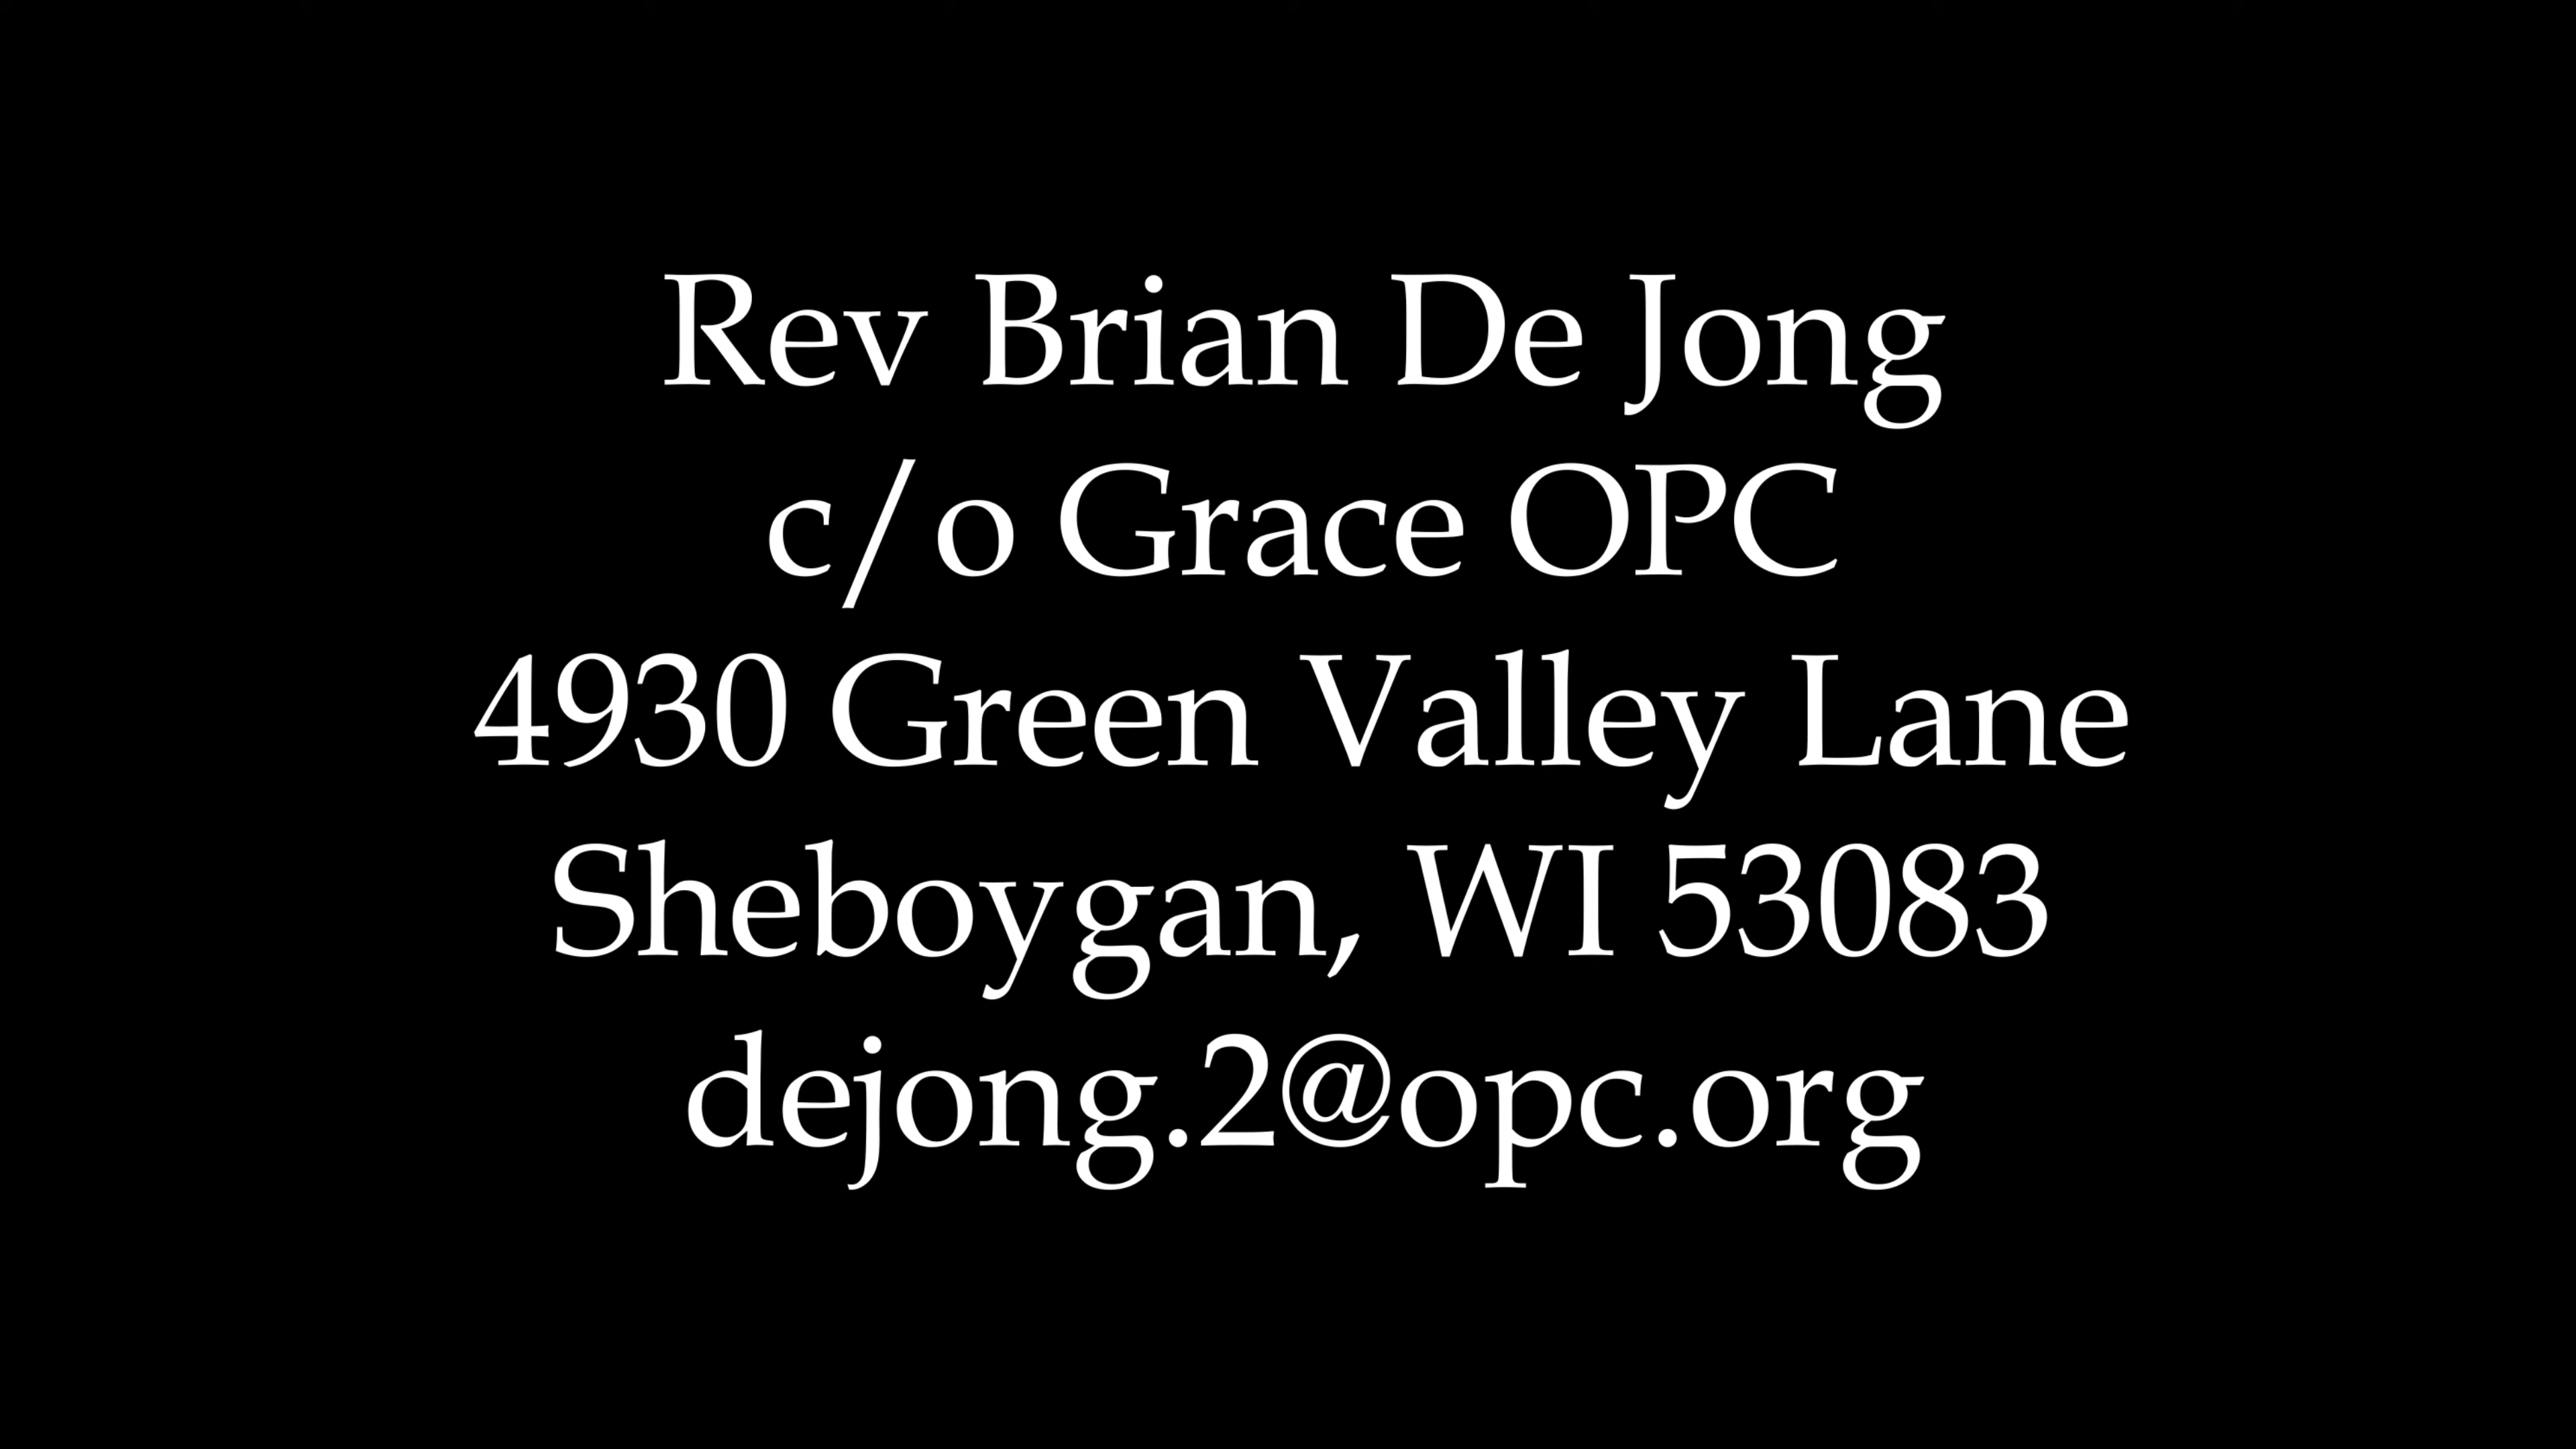 Rev Brian De Jong
c/o Grace OPC
4930 Green Valley Lane
Sheboygan, WI 53083
dejong.2@opc.org